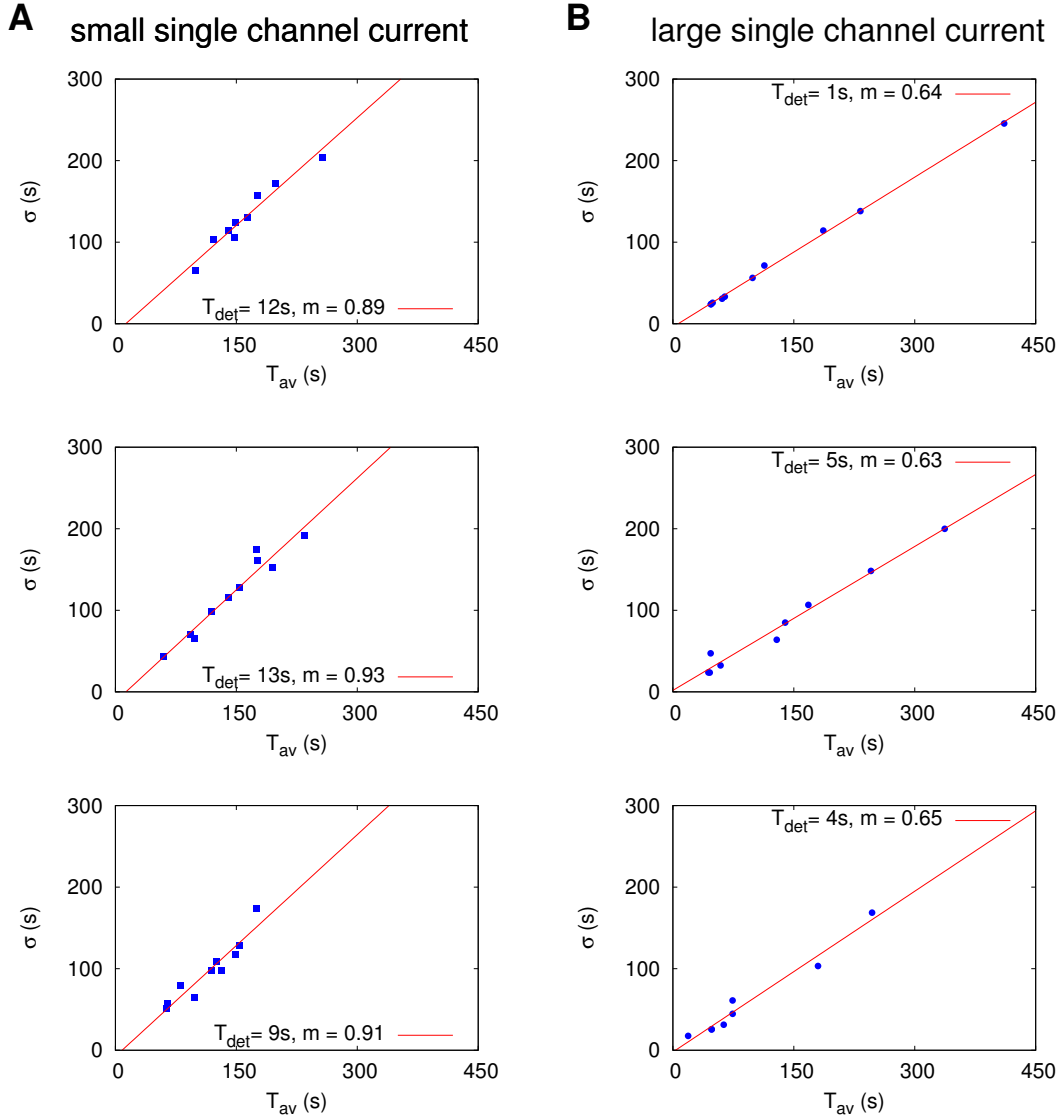 A small single channel current
B large single channel current
300
200
100
0
σ (s)
T_det= 12s, m = 0.89
0 150 300 450
T_av (s)
300
200
100
0
σ (s)
T_det= 1s, m = 0.64
0 150 300 450
T_av (s)
300
200
100
0
σ (s)
T_det= 13s, m = 0.93
0 150 300 450
T_av (s)
300
200
100
0
σ (s)
T_det= 5s, m = 0.63
0 150 300 450
T_av (s)
300
200
100
0
σ (s)
T_det= 9s, m = 0.91
0 150 300 450
T_av (s)
300
200
100
0
σ (s)
T_det= 4s, m = 0.65
0 150 300 450
T_av (s)